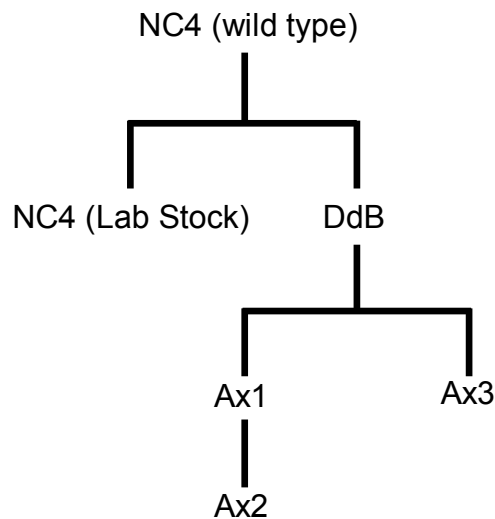 NC4 (wild type)
NC4 (Lab Stock)
DdB
Ax1
Ax3
Ax2